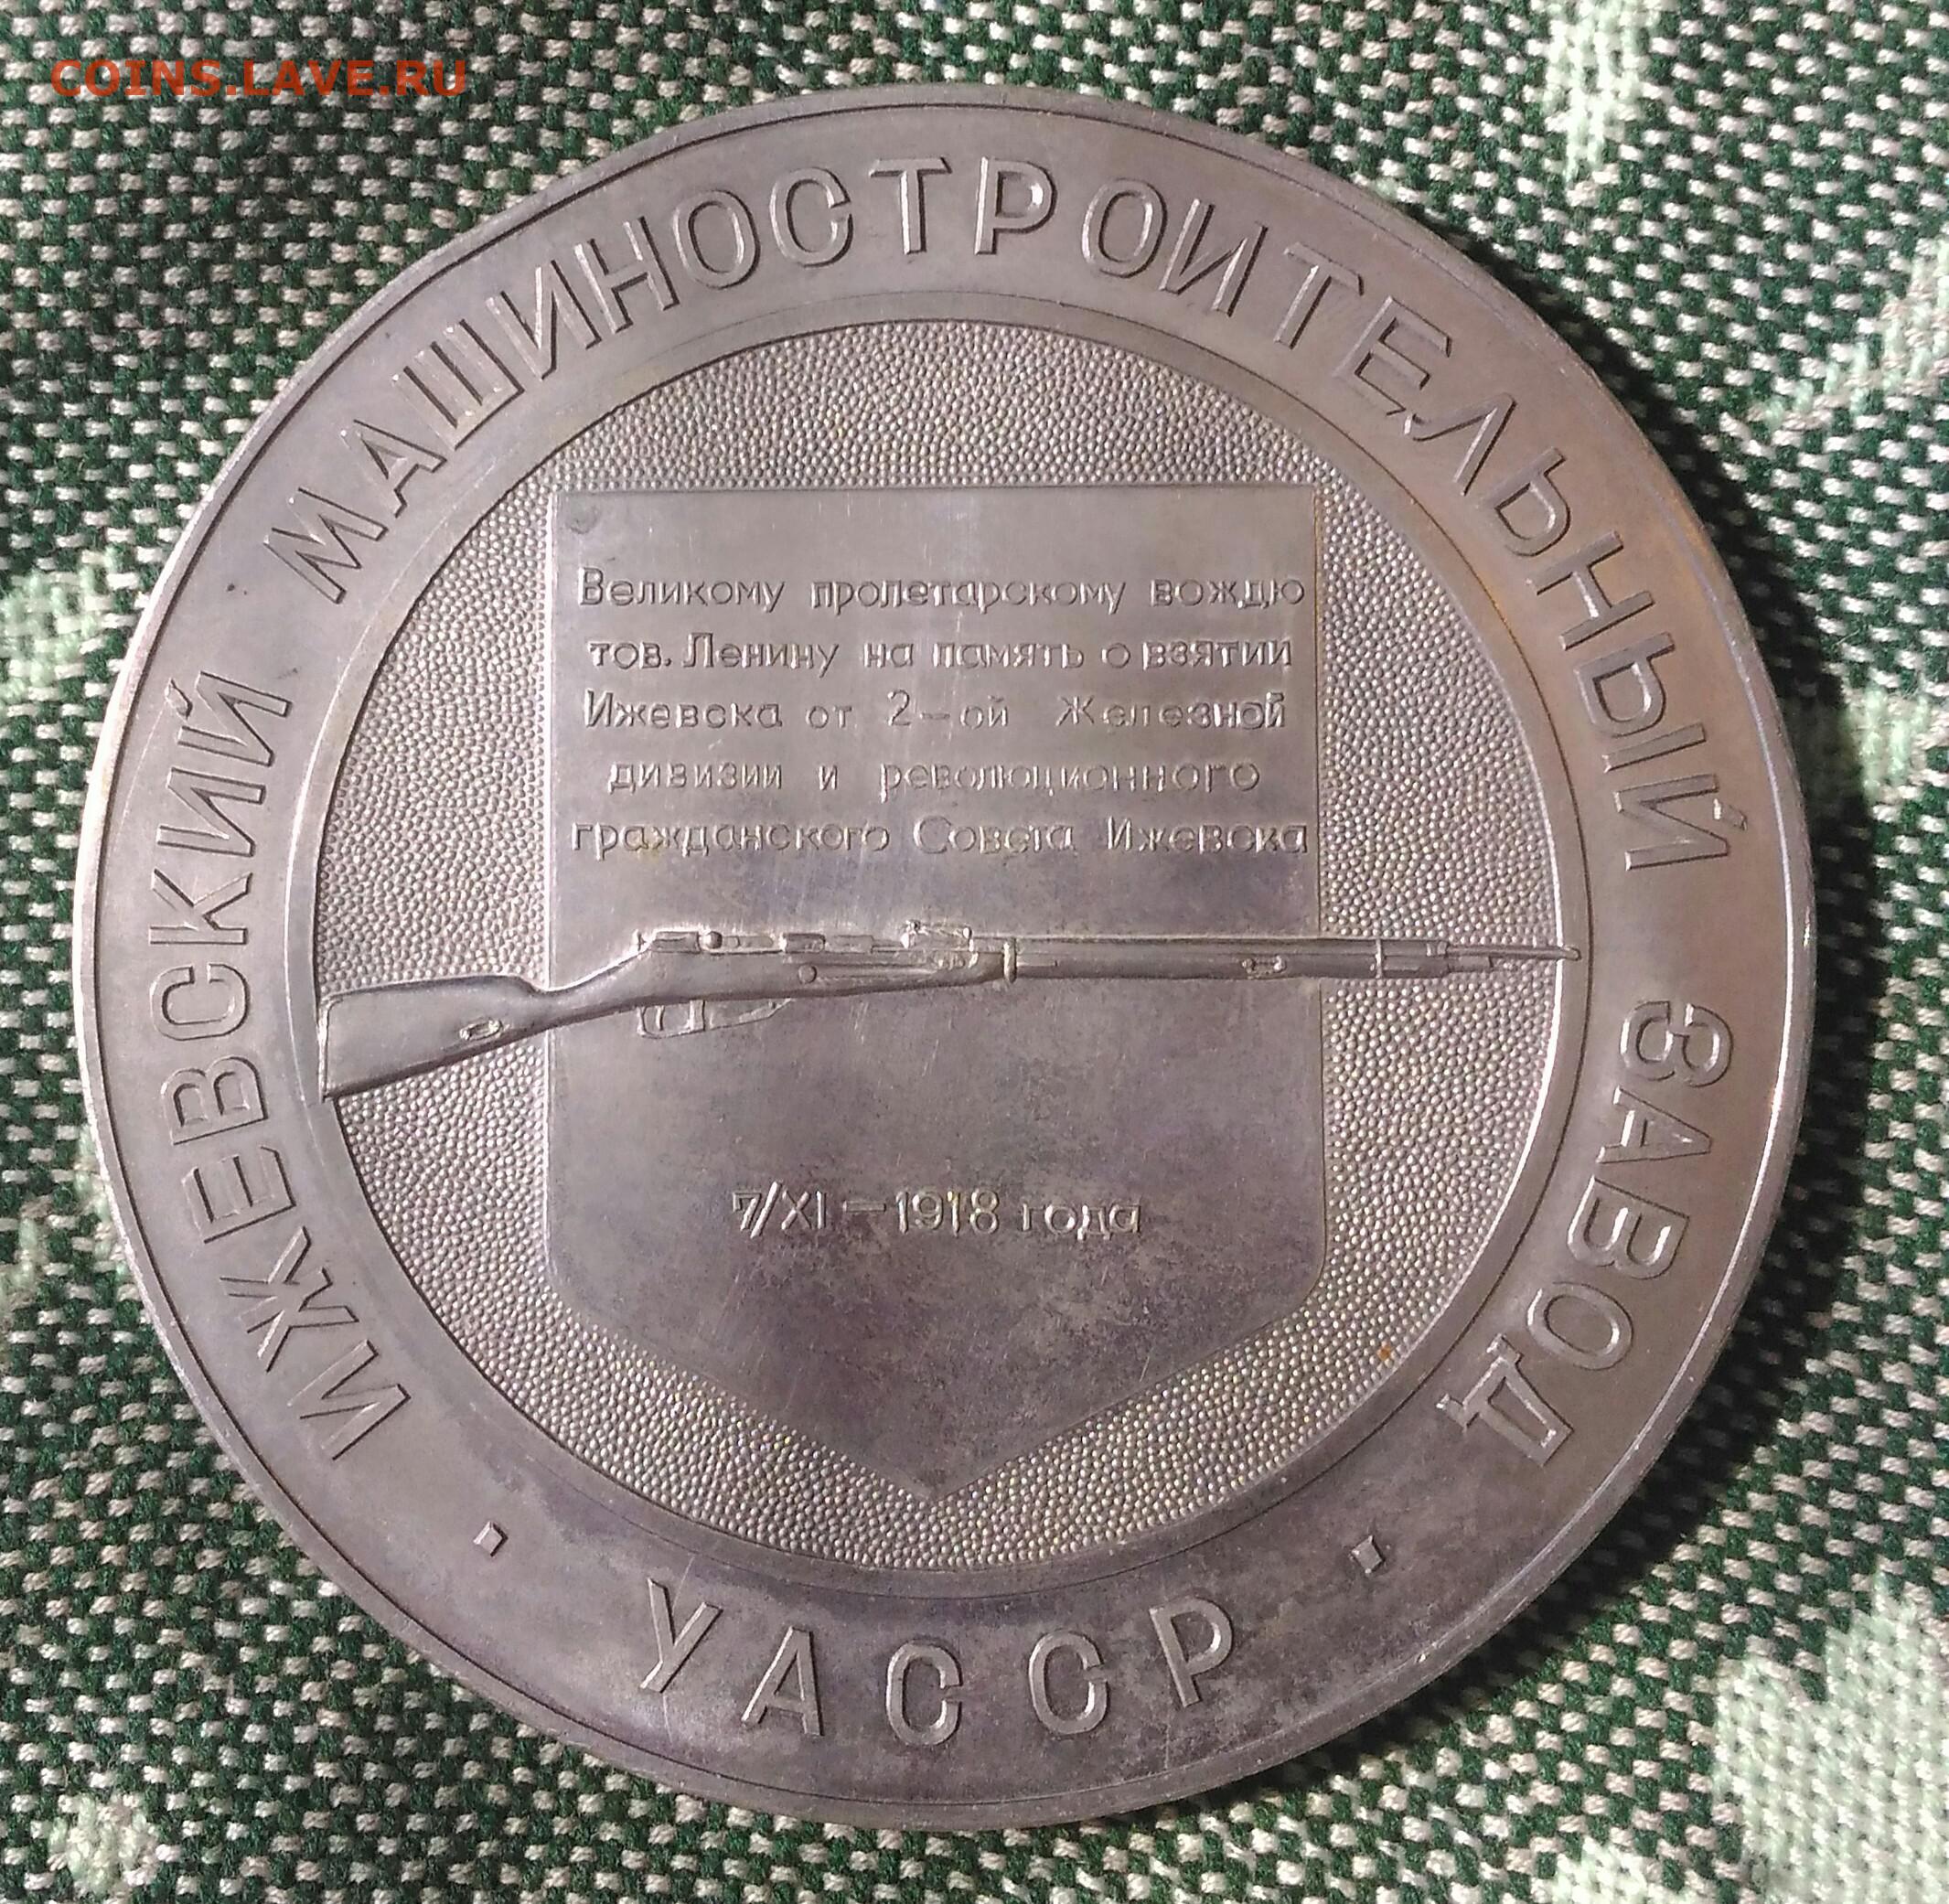 COINS.LAVE.RU
ИЖЕВСКИЙ МАШИНОСТРОИТЕЛЬНЫЙ ЗАВОД
Великому пролетарскому вождю
тов. Ленину на память о взятии
Ижевска от 2-ой Железной
дивизии и революционного
гражданского Совета Ижевска
7/XI-1918 года
· УАССР ·